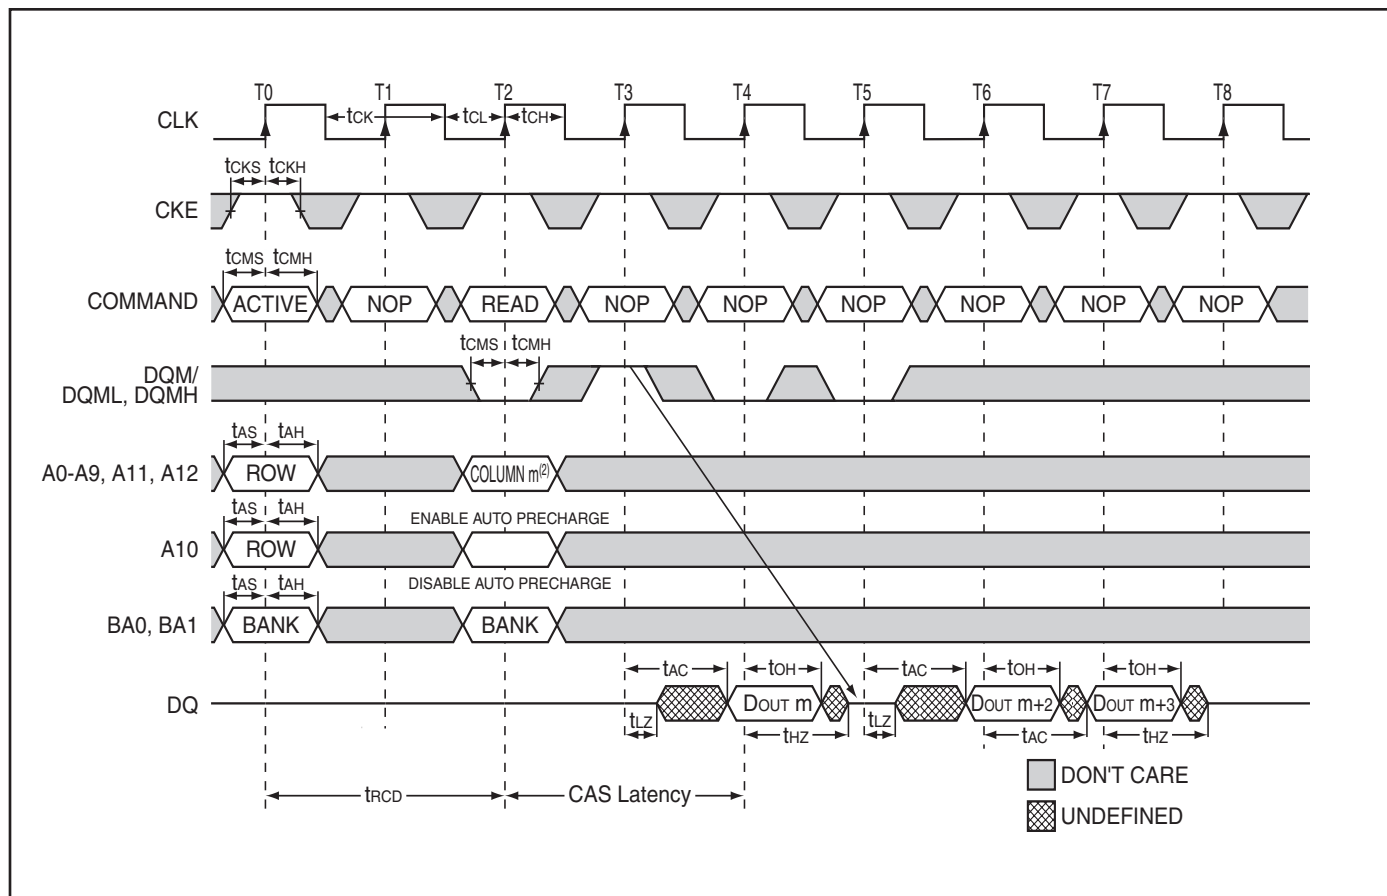 T0 T1 T2 T3 T4 T5 T6 T7 T8
CLK tCK tCL tCH
tCKS tCKH
CKE
tCMS tCMH
COMMAND ACTIVE NOP READ NOP NOP NOP NOP NOP NOP
tCMS tCMH
DQM/
DQML, DQMH
tAS tAH
A0-A9, A11, A12 ROW COLUMN m(2)
tAS tAH ENABLE AUTO PRECHARGE
A10 ROW
tAS tAH DISABLE AUTO PRECHARGE
BA0, BA1 BANK BANK
tAC tOH tAC tOH tOH
DQ DOUT m DOUT m+2 DOUT m+3
tLZ tHZ tLZ tAC tHZ
DON'T CARE
tRCD CAS Latency
UNDEFINED